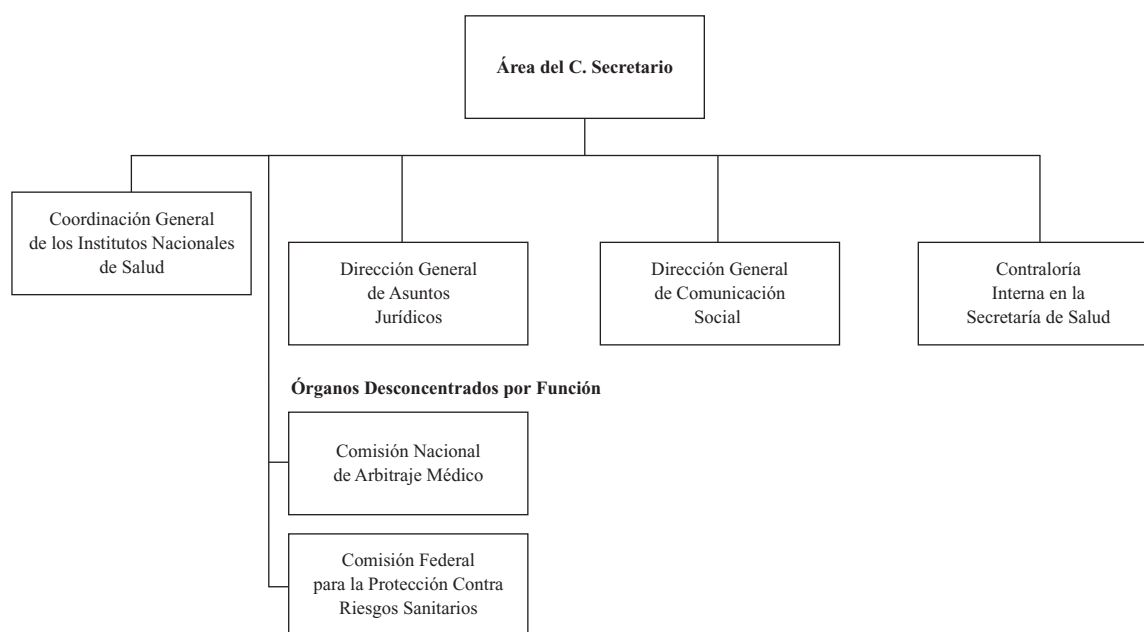 Área del C. Secretario
Coordinación General
de los Institutos Nacionales
de Salud
Dirección General
de Asuntos
Jurídicos
Dirección General
de Comunicación
Social
Contraloría
Interna en la
Secretaría de Salud
Órganos Desconcentrados por Función
Comisión Nacional
de Arbitraje Médico
Comisión Federal
para la Protección Contra
Riesgos Sanitarios